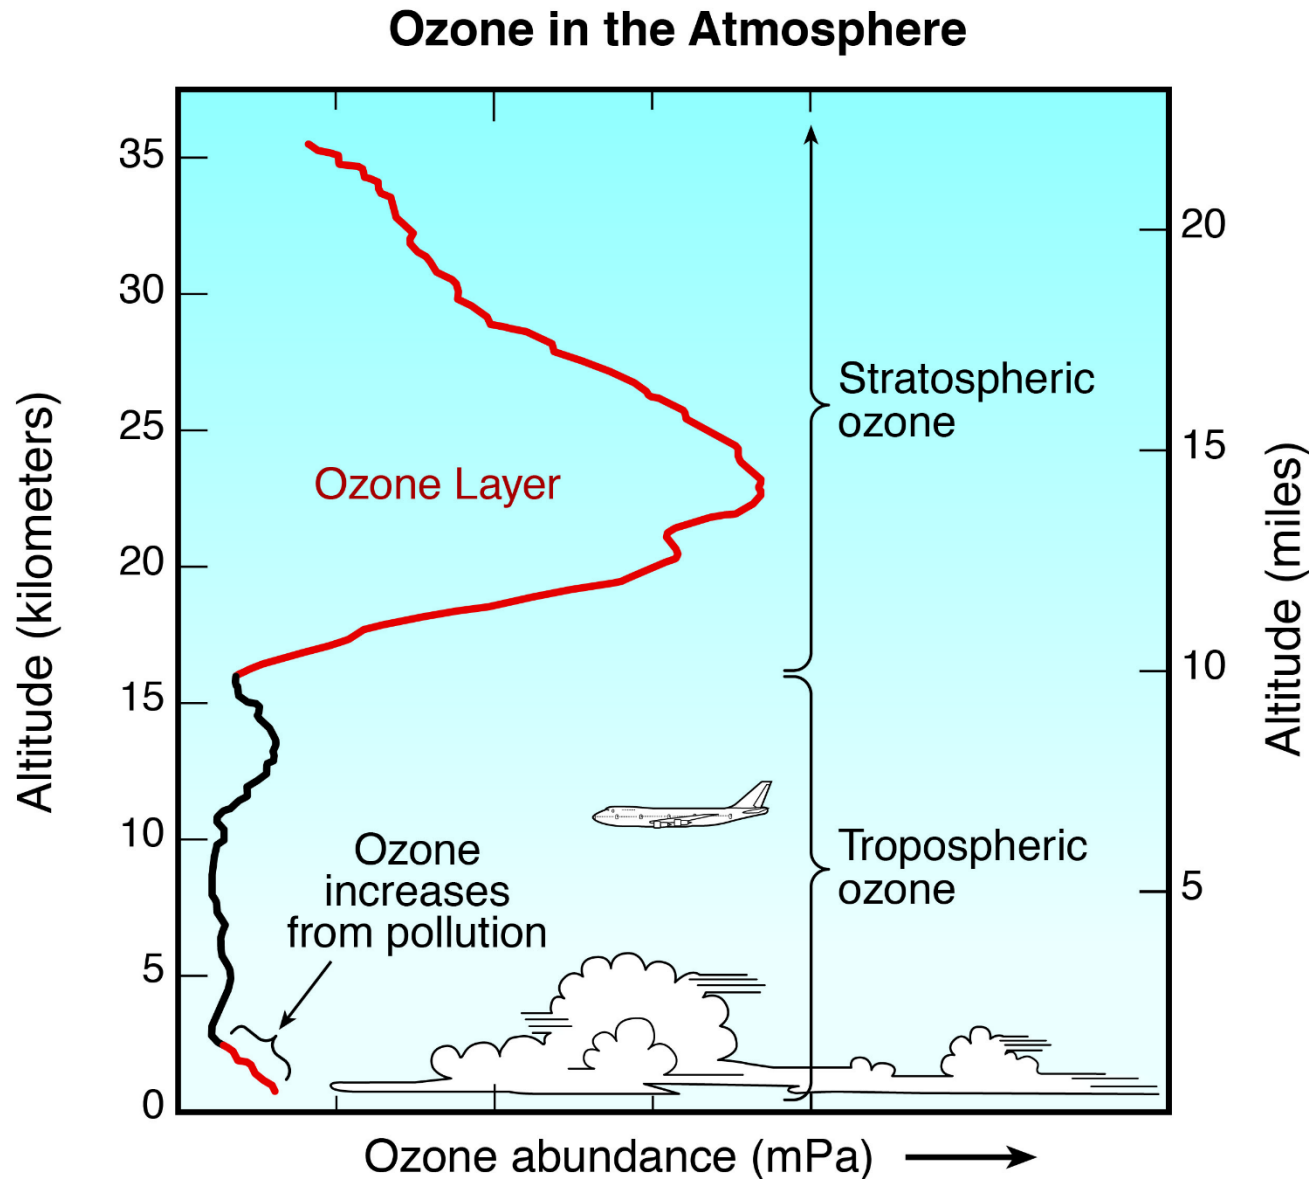 Ozone in the Atmosphere
35
30
25
20
15
10
5
0
Altitude (kilometers)
20
15
10
5
Altitude (miles)
Stratospheric
ozone
Ozone Layer
Tropospheric
ozone
Ozone
increases
from pollution
Ozone abundance (mPa)